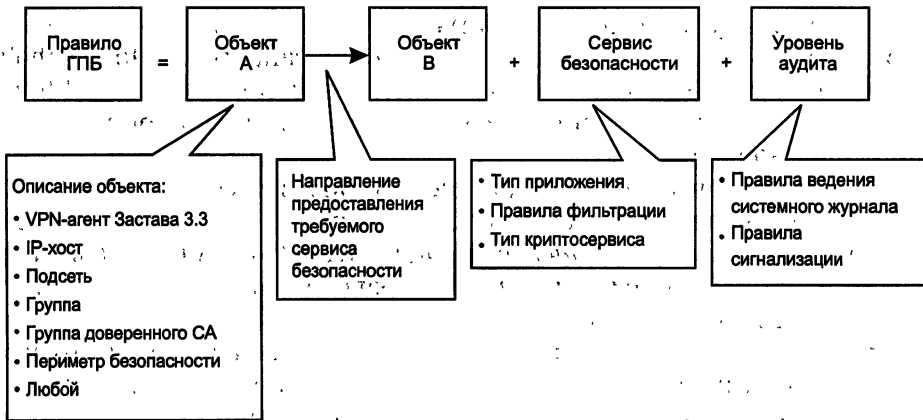 Правило
ГПБ
=
Объект
А
Объект
В
+
Сервис
безопасности
+
Уровень
аудита
Описание объекта:
• VPN-агент Застава 3.3
• IP-хост
• Подсеть
• Группа
• Группа доверенного СА
• Периметр безопасности
• Любой
Направление
предоставления
требуемого
сервиса
безопасности
• Тип приложения
• Правила фильтрации
• Тип криптосервиса
• Правила ведения
системного журнала
• Правила
сигнализации